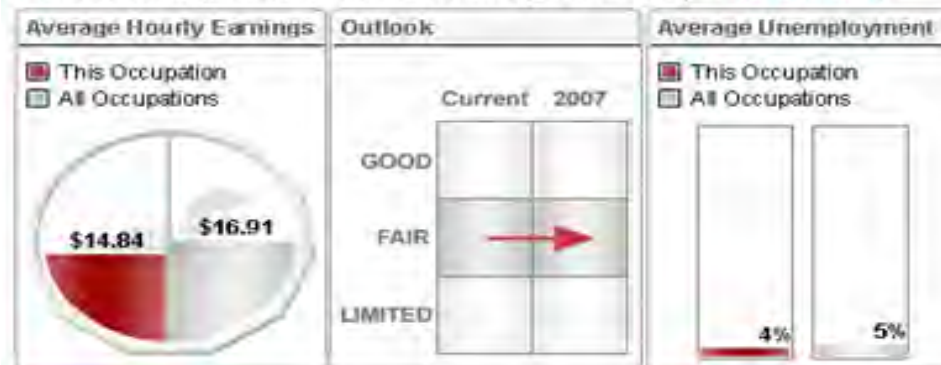 Average Hourly Earnings
This Occupation
All Occupations
$14.84
$16.91
Outlook
Current 2007
GOOD
FAIR
LIMITED
Average Unemployment
This Occupation
All Occupations
4%
5%